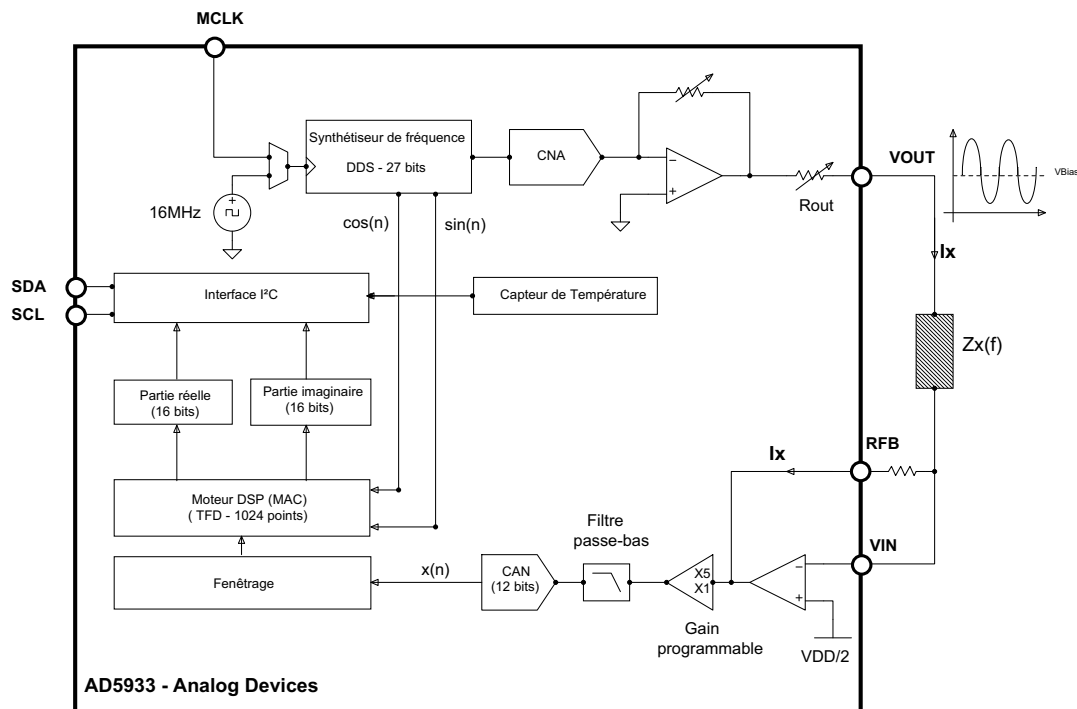 MCLK
Synthétiseur de fréquence
DDS - 27 bits
CNA
VOUT
VBias
Rout
16MHz
cos(n)
sin(n)
Ix
SDA
SCL
Interface I²C
Capteur de Température
Zx(f)
Partie réelle
(16 bits)
Partie imaginaire
(16 bits)
RFB
Ix
Moteur DSP (MAC)
( TFD - 1024 points)
Filtre
passe-bas
VIN
Fenêtrage
x(n)
CAN
(12 bits)
X5
X1
Gain
programmable
VDD/2
AD5933 - Analog Devices